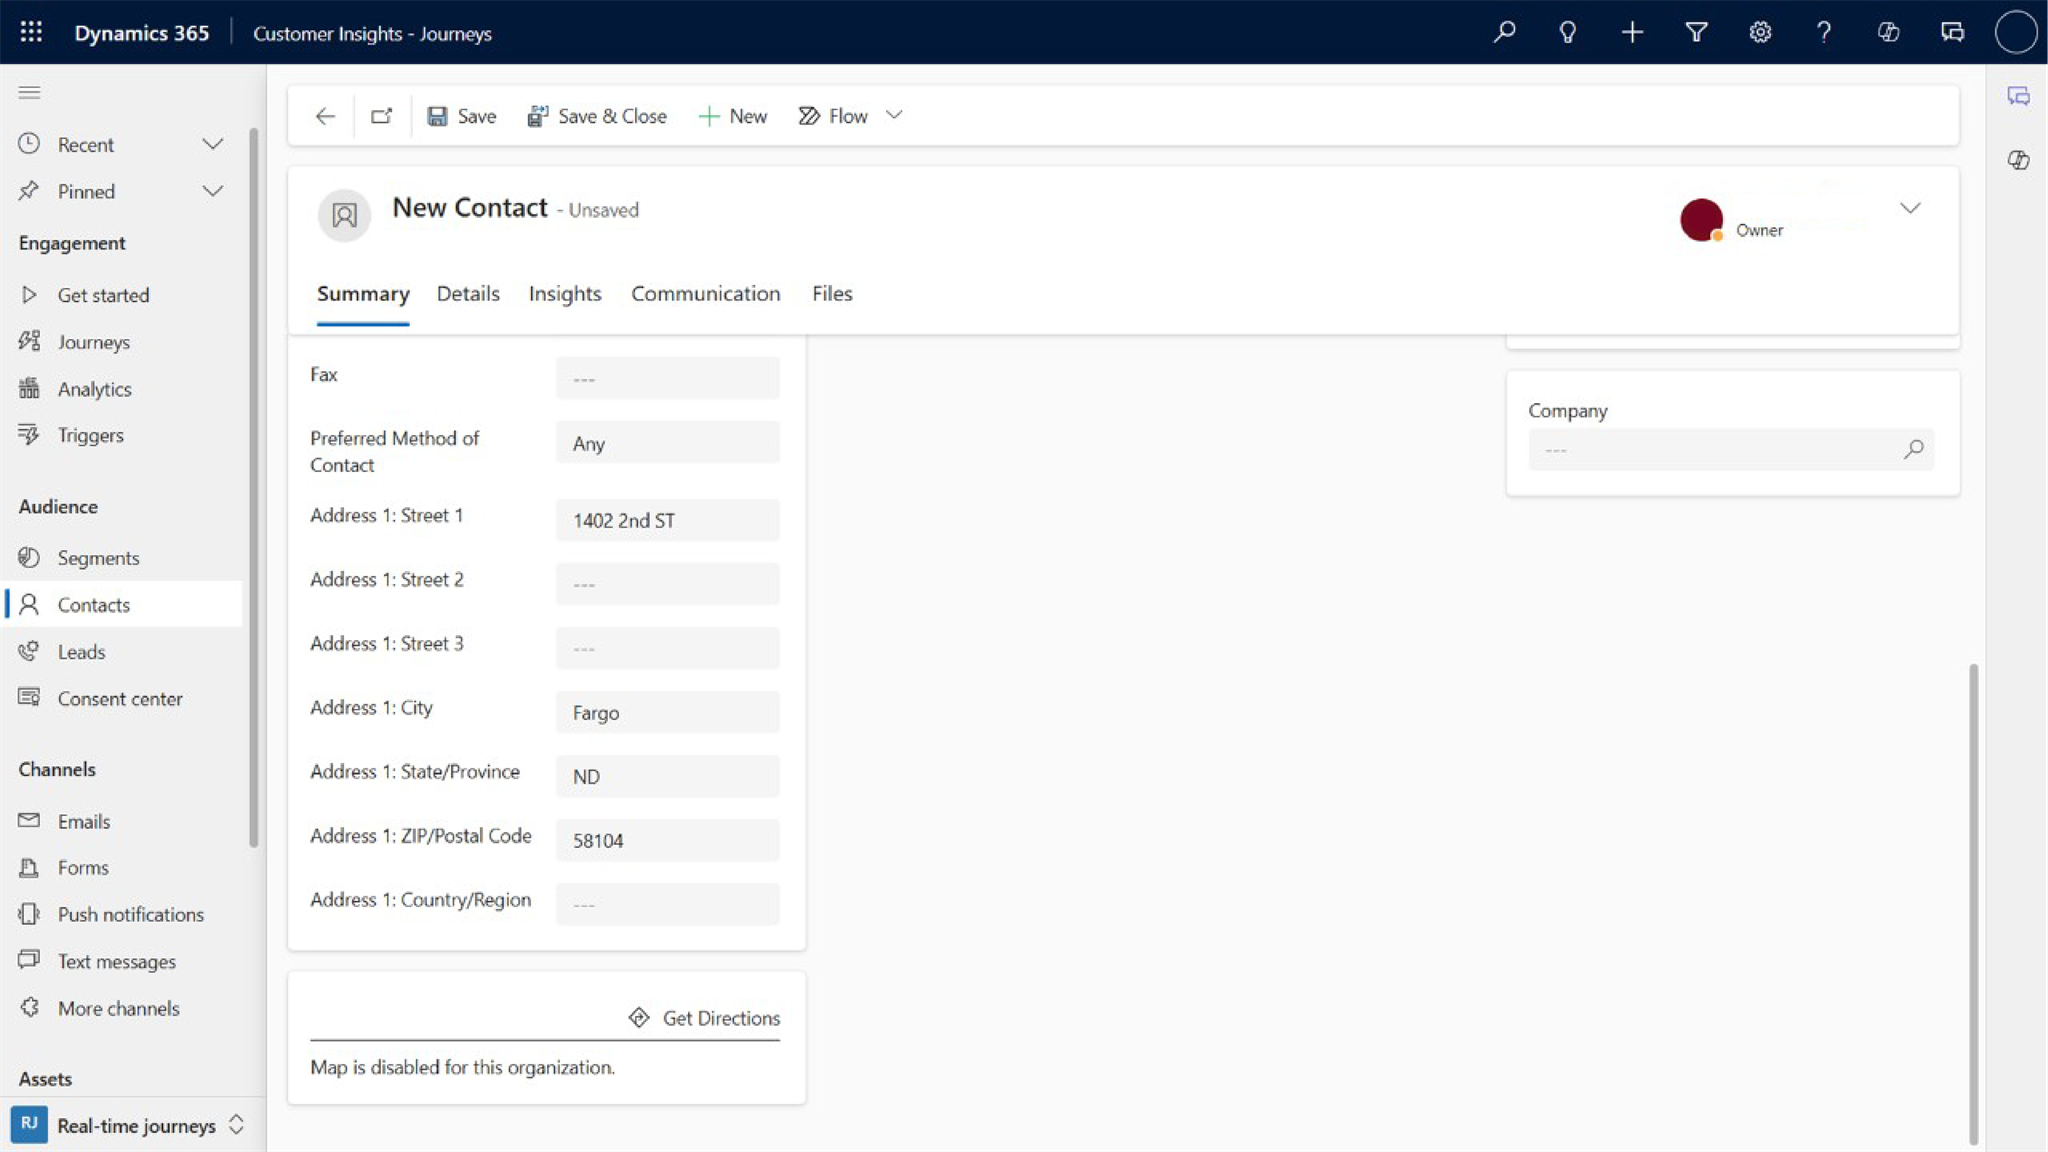 Dynamics 365
Customer Insights - Journeys
Recent
Pinned
Engagement
Get started
Journeys
Analytics
Triggers
Audience
Segments
Contacts
Leads
Consent center
Channels
Emails
Forms
Push notifications
Text messages
More channels
Assets
RJ Real-time journeys
Save
Save & Close
New
Flow
New Contact - Unsaved
Owner
Summary
Details
Insights
Communication
Files
Fax ---
Preferred Method of
Contact
Any
Address 1: Street 1 1402 2nd ST
Address 1: Street 2 ---
Address 1: Street 3 ---
Address 1: City Fargo
Address 1: State/Province ND
Address 1: ZIP/Postal Code 58104
Address 1: Country/Region ---
Get Directions
Map is disabled for this organization.
Company
---